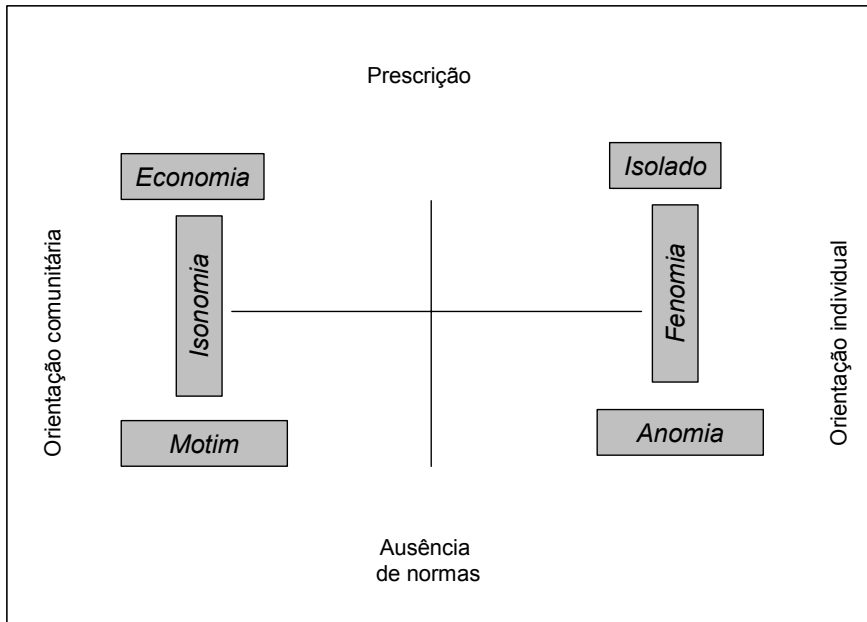 Prescrição
Economia
Isolado
Orientação comunitária
Isonomia
Fenomia
Orientação individual
Motim
Anomia
Ausência
de normas